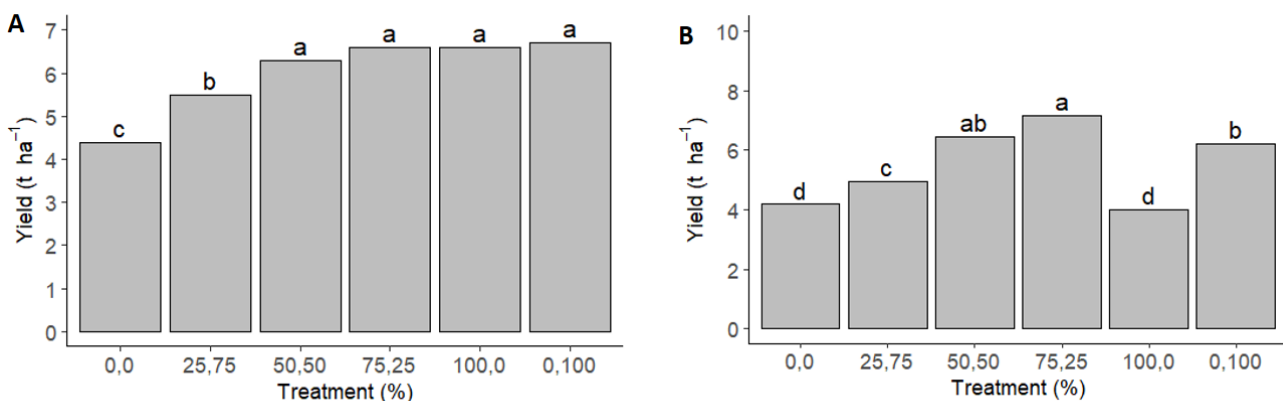 A
Yield (t ha⁻¹)
7
6
5
4
3
2
1
0
c
b
a
a
a
a
0,0 25,75 50,50 75,25 100,0 0,100
Treatment (%)
B
Yield (t ha⁻¹)
10
8
6
4
2
0
d
c
ab
a
d
b
0,0 25,75 50,50 75,25 100,0 0,100
Treatment (%)